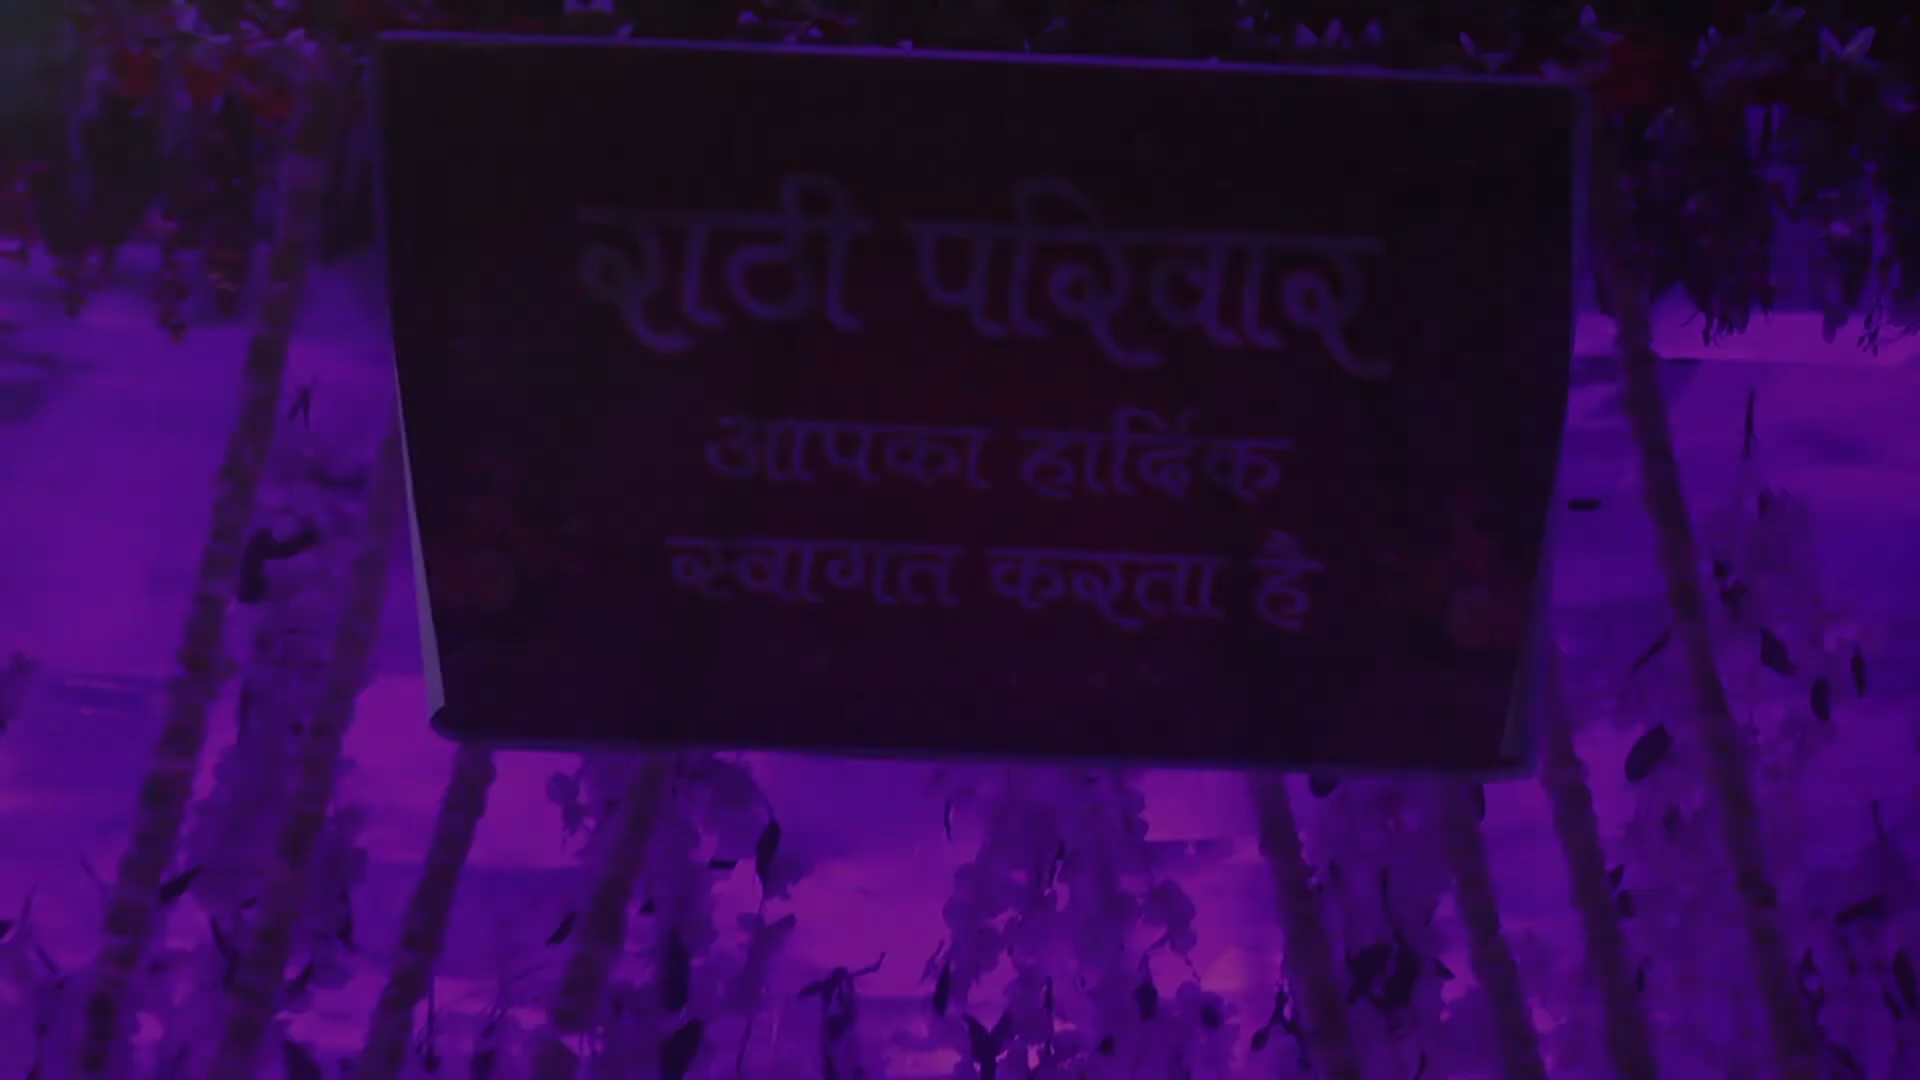 राठी परिवार
आपका हार्दिक
स्वागत करता है